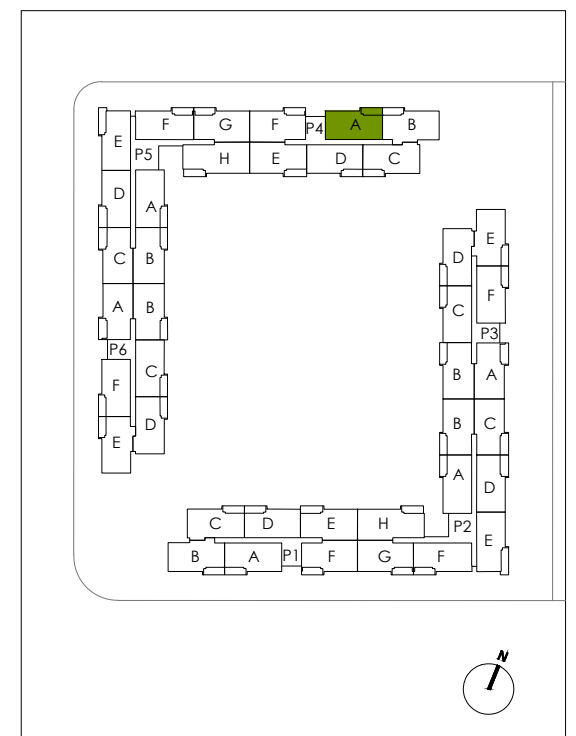 F G F P4 A B
E
P5
H E D C
D
A
E
D
C B
F
C
A B
P3
P6
B A
C
F
B C
D
E
A
D
C D E H
P2
E
B A P1 F G F
N